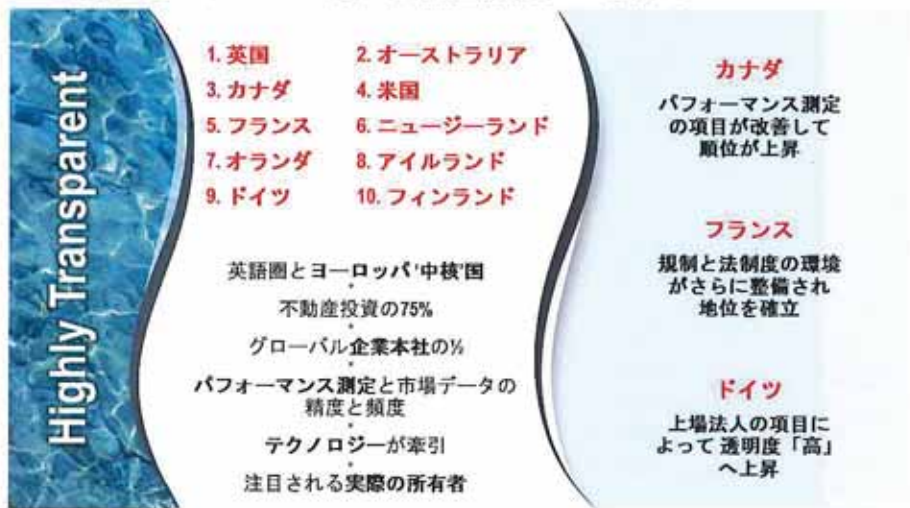 Highly Transparent
1. 英国 2. オーストラリア
3. カナダ 4. 米国
5. フランス 6. ニュージーランド
7. オランダ 8. アイルランド
9. ドイツ 10. フィンランド
英語圏とヨーロッパ'中核'国
不動産投資の75%
グローバル企業本社の½
パフォーマンス測定と市場データの
精度と頻度
テクノロジーが牽引
注目される実際の所有者
カナダ
パフォーマンス測定
の項目が改善して
順位が上昇
フランス
規制と法制度の環境
がさらに整備され
地位を確立
ドイツ
上場法人の項目に
よって 透明度「高」
へ上昇